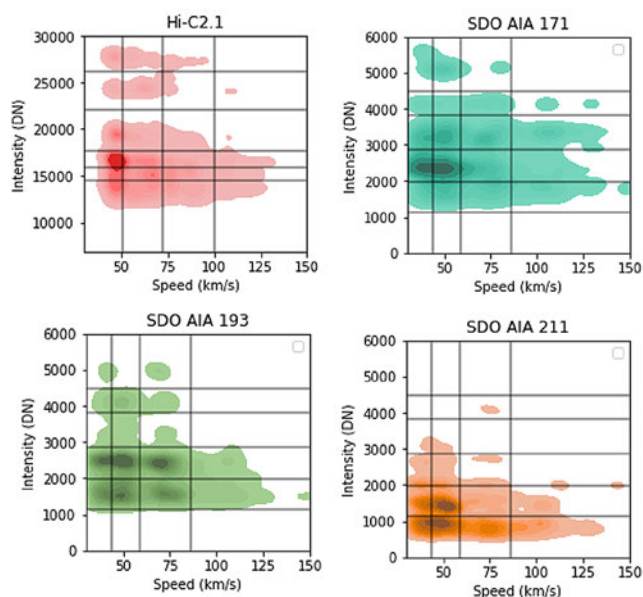 Hi-C2.1
30000
25000
20000
15000
10000
Intensity (DN)
50 75 100 125 150
Speed (km/s)
SDO AIA 171
6000
5000
4000
3000
2000
1000
0
Intensity (DN)
50 75 100 125 150
Speed (km/s)
SDO AIA 193
6000
5000
4000
3000
2000
1000
0
Intensity (DN)
50 75 100 125 150
Speed (km/s)
SDO AIA 211
6000
5000
4000
3000
2000
1000
0
Intensity (DN)
50 75 100 125 150
Speed (km/s)